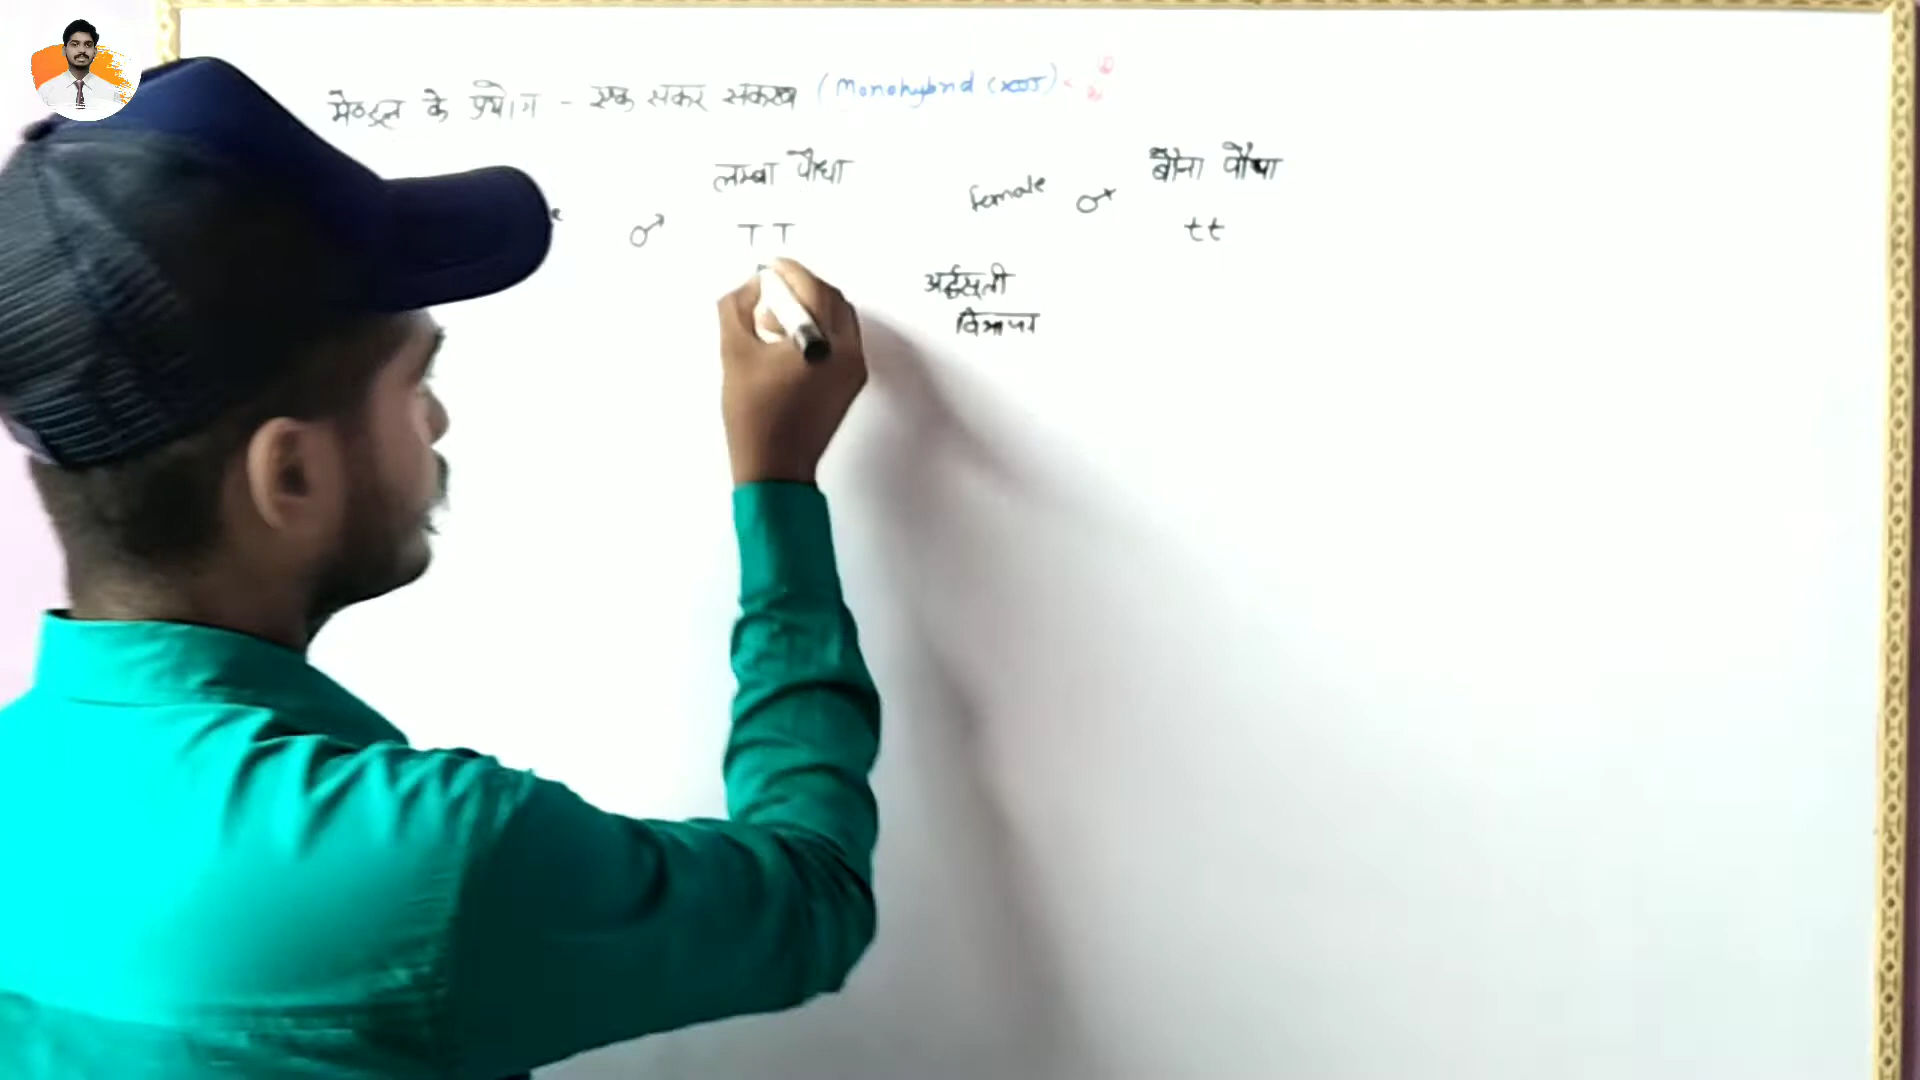 मेण्डल के प्रयोग - एक संकर संकरण (Monohybrid Cross) -
लम्बा पौधा
female
बौना पौधा
T T
t t
अर्द्धसूत्री
विभाजन